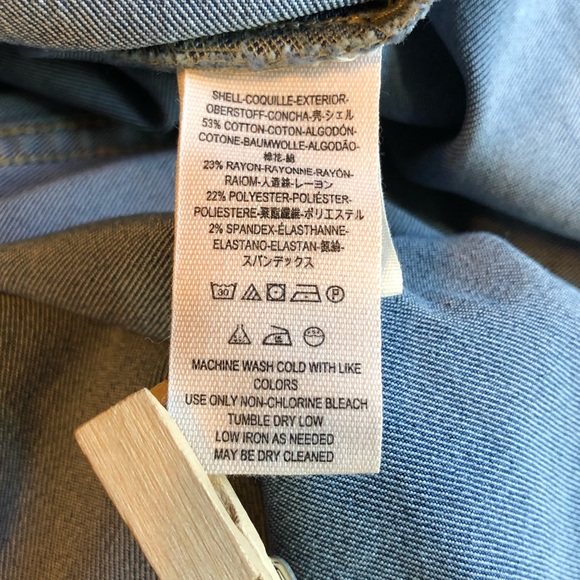 SHELL-COQUILLE-EXTERIOR-
OBERSTOFF-CONCHA-壳-シェル
53% COTTON-COTON-ALGODÓN-
COTONE-BAUMWOLLE-ALGODÃO-
棉花-綿
23% RAYON-RAYONNE-RAYÓN-
RAIOM-人造絲-レーヨン
22% POLYESTER-POLIÉSTER-
POLIESTERE-聚酯纖維-ポリエステル
2% SPANDEX-ÉLASTHANNE-
ELASTANO-ELASTAN-氨綸-
スパンデックス
30
P
MACHINE WASH COLD WITH LIKE
COLORS
USE ONLY NON-CHLORINE BLEACH
TUMBLE DRY LOW
LOW IRON AS NEEDED
MAY BE DRY CLEANED